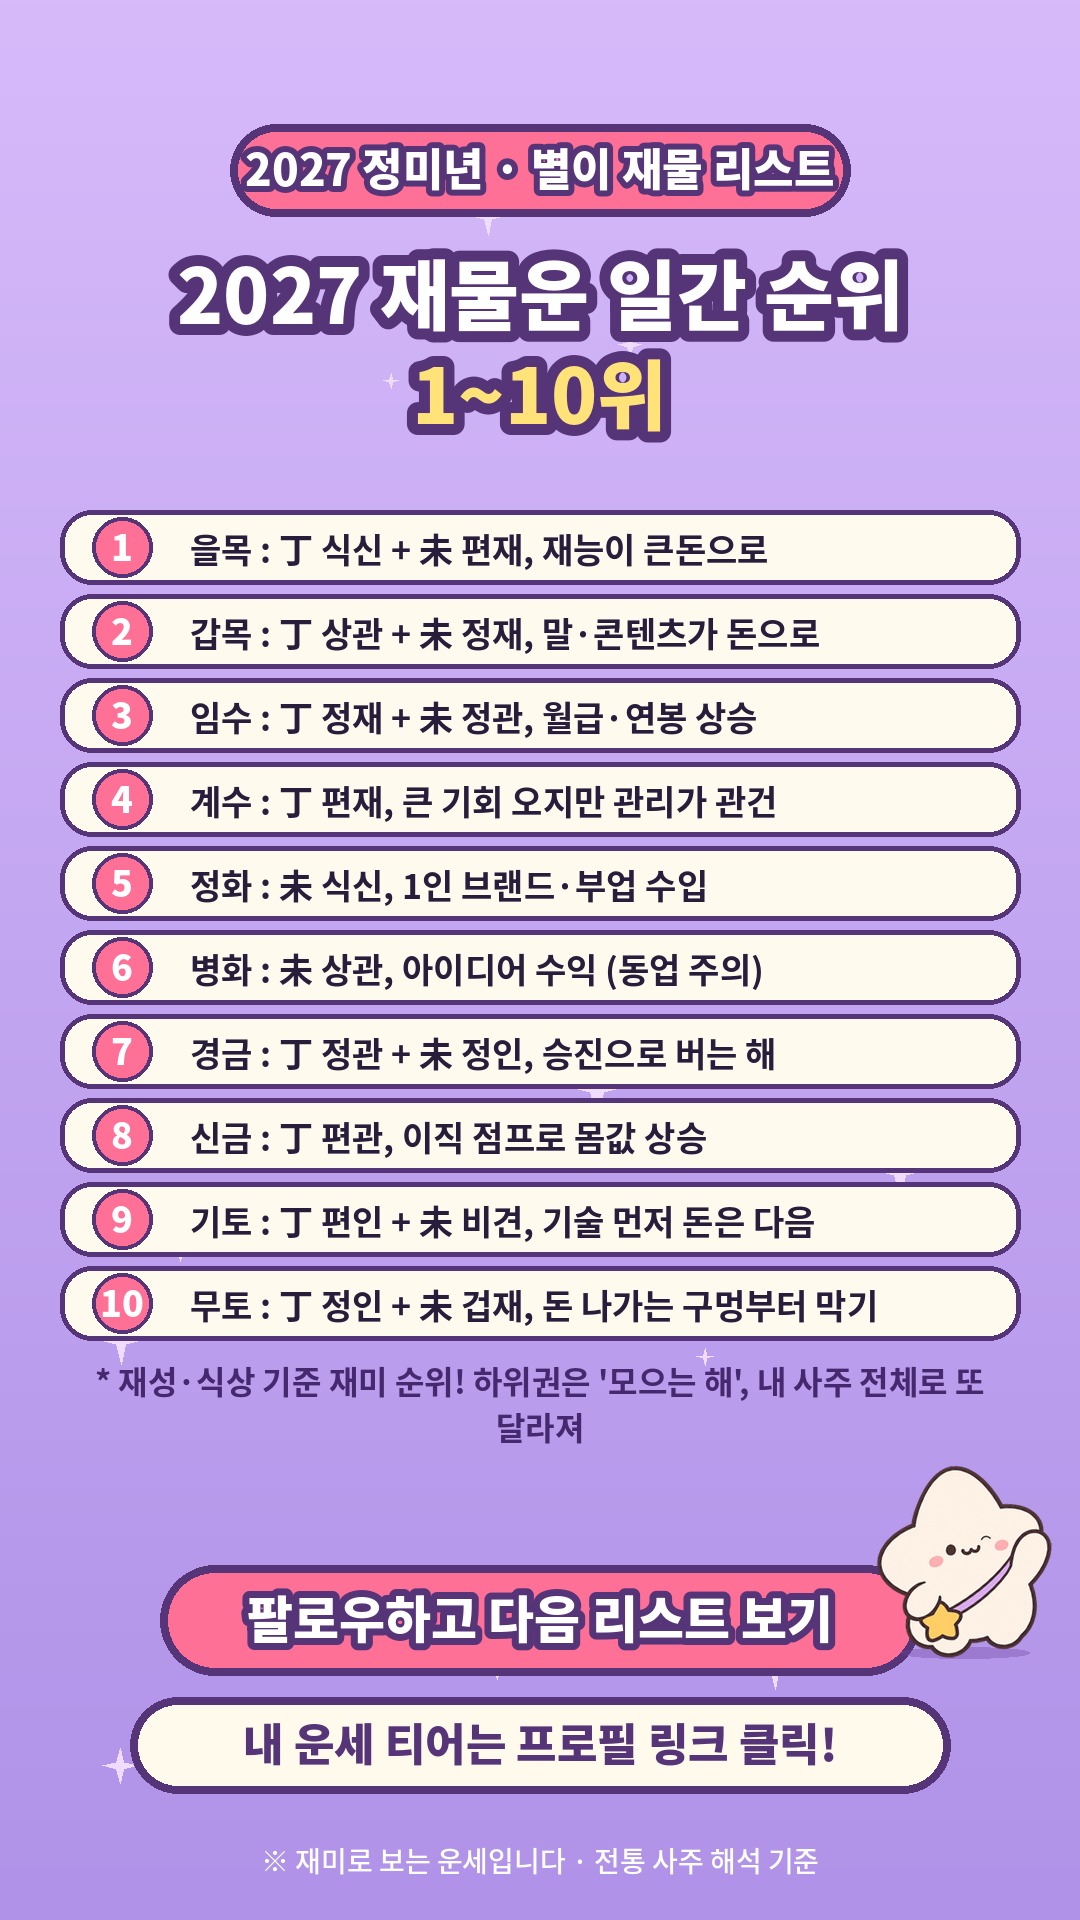 2027 정미년 · 별이 재물 리스트
2027 재물운 일간 순위
1~10위
1 을목 : 丁 식신 + 未 편재, 재능이 큰돈으로
2 갑목 : 丁 상관 + 未 정재, 말·콘텐츠가 돈으로
3 임수 : 丁 정재 + 未 정관, 월급·연봉 상승
4 계수 : 丁 편재, 큰 기회 오지만 관리가 관건
5 정화 : 未 식신, 1인 브랜드·부업 수입
6 병화 : 未 상관, 아이디어 수익 (동업 주의)
7 경금 : 丁 정관 + 未 정인, 승진으로 버는 해
8 신금 : 丁 편관, 이직 점프로 몸값 상승
9 기토 : 丁 편인 + 未 비견, 기술 먼저 돈은 다음
10 무토 : 丁 정인 + 未 겁재, 돈 나가는 구멍부터 막기
* 재성·식상 기준 재미 순위! 하위권은 '모으는 해', 내 사주 전체로 또
달라져
팔로우하고 다음 리스트 보기
내 운세 티어는 프로필 링크 클릭!
※ 재미로 보는 운세입니다 · 전통 사주 해석 기준